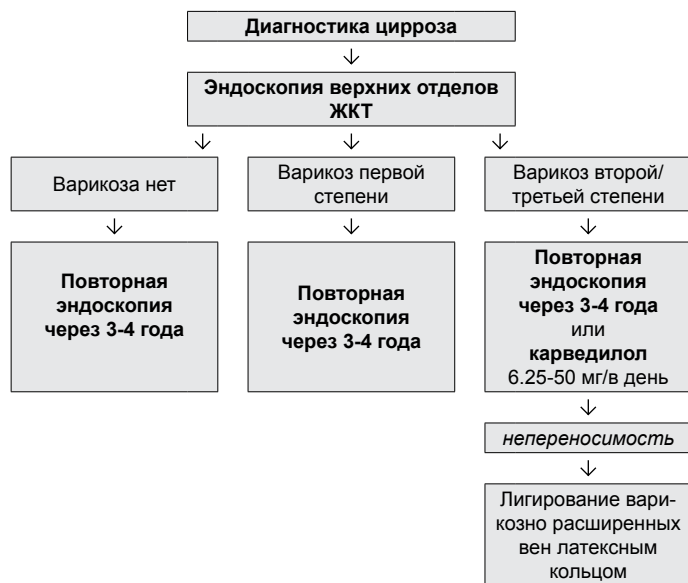 Диагностика цирроза
Эндоскопия верхних отделов
ЖКТ
Варикоза нет
Варикоз первой
степени
Варикоз второй/
третьей степени
Повторная
эндоскопия
через 3-4 года
Повторная
эндоскопия
через 3-4 года
Повторная
эндоскопия
через 3-4 года
или
карведилол
6.25-50 мг/в день
непереносимость
Лигирование вари-
козно расширенных
вен латексным
кольцом